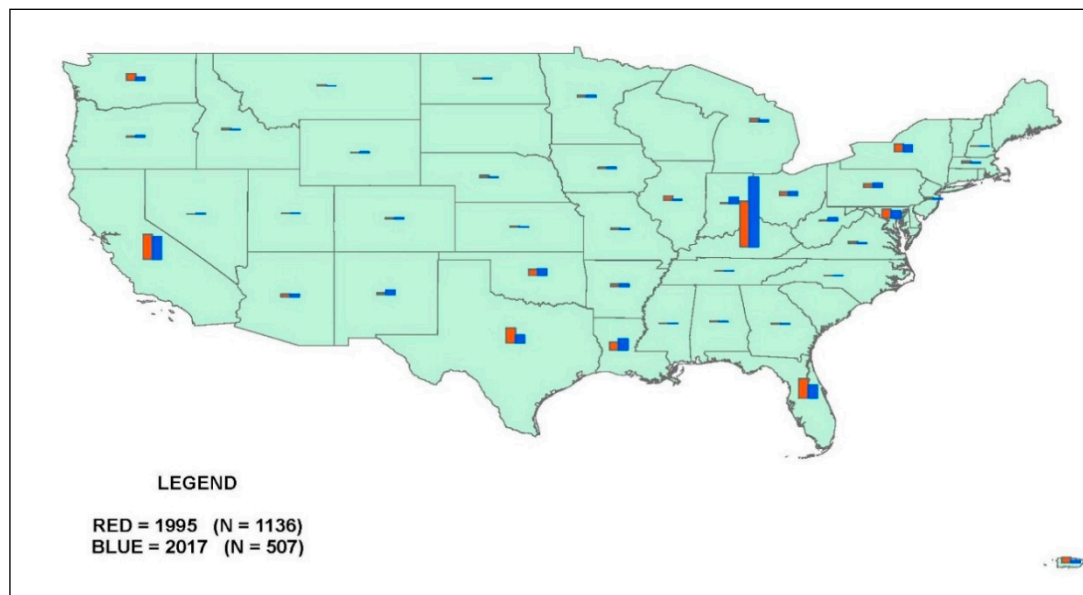 LEGEND
RED = 1995 (N = 1136)
BLUE = 2017 (N = 507)